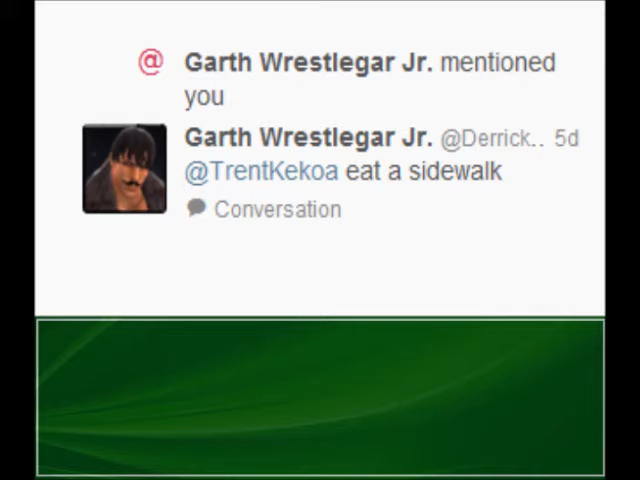 @ Garth Wrestlegar Jr. mentioned
you
Garth Wrestlegar Jr. @Derrick.. 5d
@TrentKekoa eat a sidewalk
Conversation